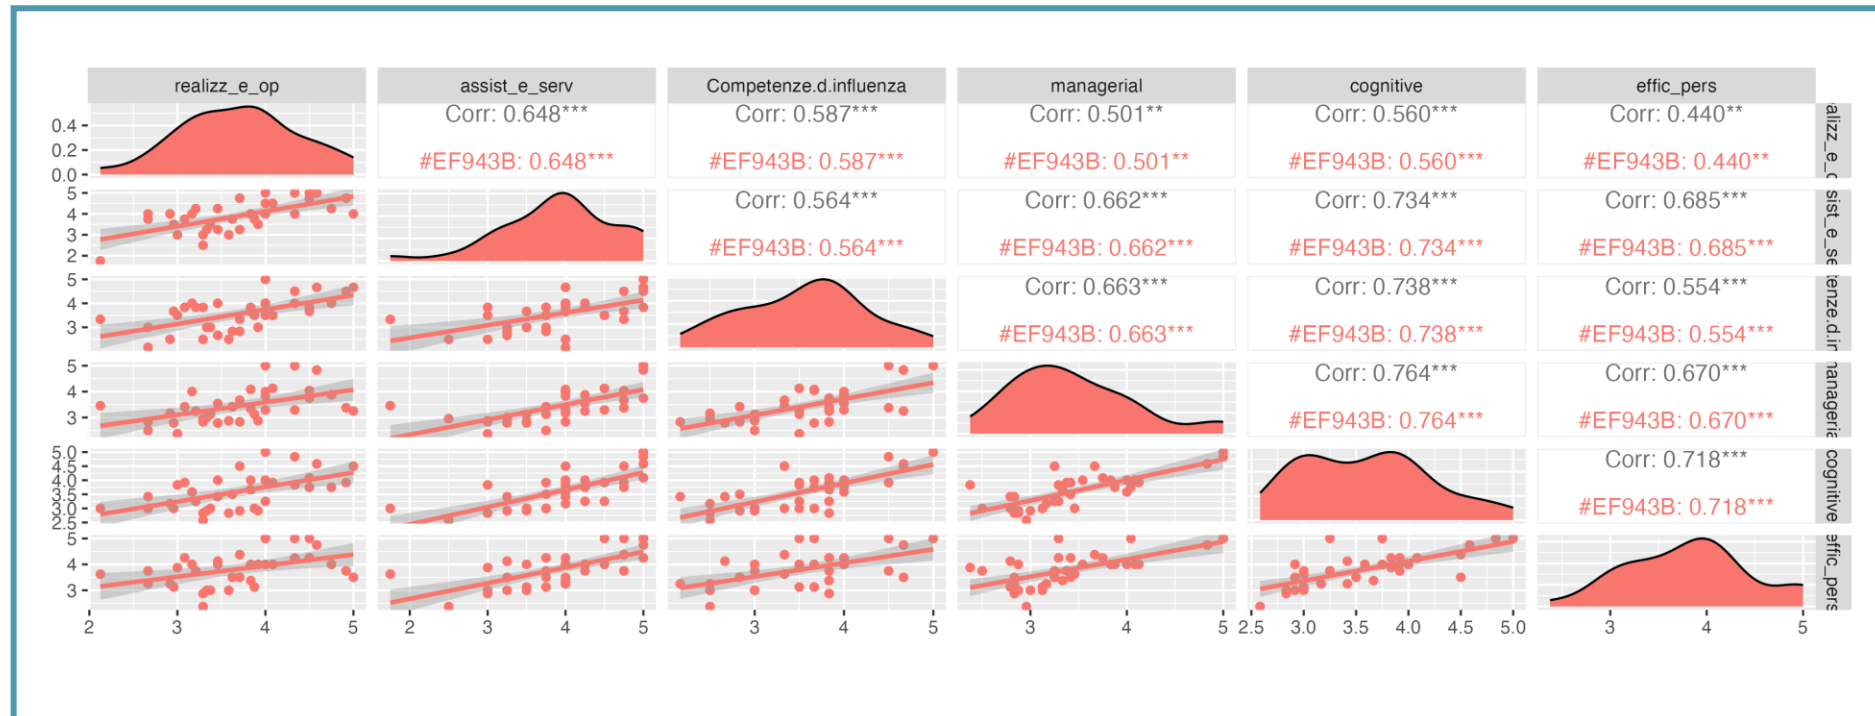 realizz_e_op assist_e_serv Competenze.d.influenza managerial cognitive effic_pers
0.4 Corr: 0.648*** Corr: 0.587*** Corr: 0.501** Corr: 0.560*** Corr: 0.440**
0.2
0.0 #EF943B: 0.648*** #EF943B: 0.587*** #EF943B: 0.501** #EF943B: 0.560*** #EF943B: 0.440**
alizz_e_o
5 Corr: 0.564*** Corr: 0.662*** Corr: 0.734*** Corr: 0.685***
4
3 #EF943B: 0.564*** #EF943B: 0.662*** #EF943B: 0.734*** #EF943B: 0.685***
2
sist_e_se
5 Corr: 0.663*** Corr: 0.738*** Corr: 0.554***
4
3 #EF943B: 0.663*** #EF943B: 0.738*** #EF943B: 0.554***
tenze.d.in
5 Corr: 0.764*** Corr: 0.670***
4
3 #EF943B: 0.764*** #EF943B: 0.670***
nanageria
5.0 Corr: 0.718***
4.5
4.0
3.5
3.0 #EF943B: 0.718***
2.5
cognitive
4
3
effic_pers
2 3 4 5 2 3 4 5 3 4 5 3 4 5 2.5 3.0 3.5 4.0 4.5 5.0 3 4 5